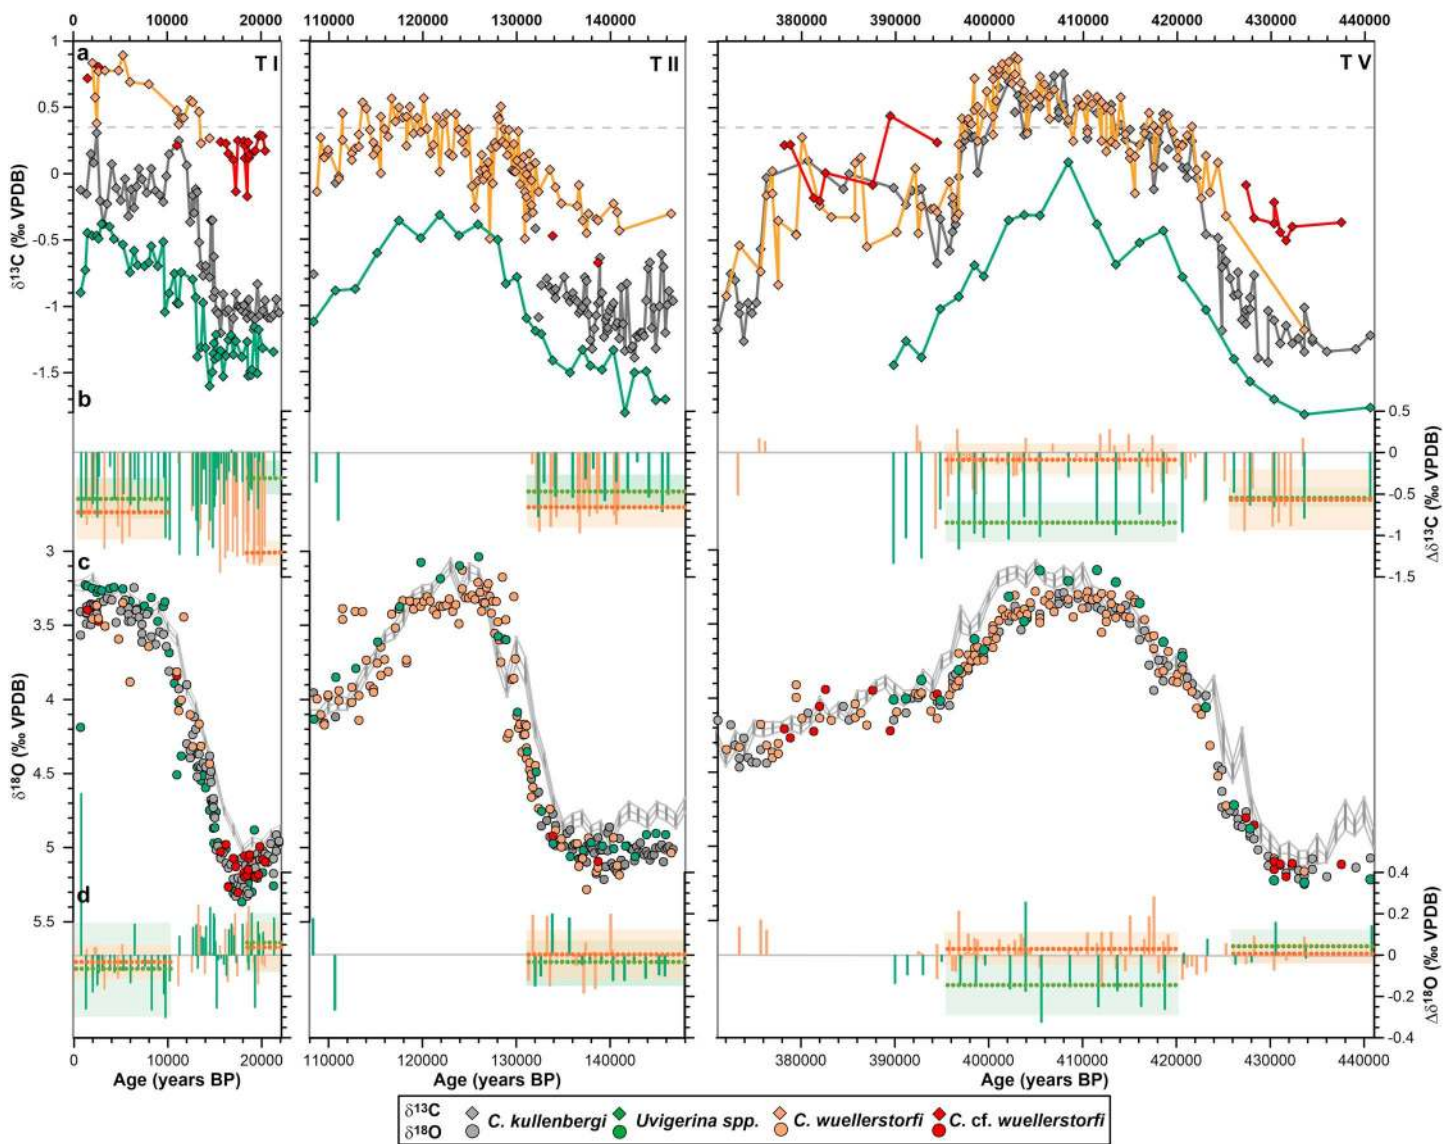 0 10000 20000 110000 120000 130000 140000 380000 390000 400000 410000 420000 430000 440000
1
a T I T II T V
0.5
0
-0.5
-1
-1.5
δ¹³C (‰ VPDB)
b
0.5
0
-0.5
-1
-1.5
Δδ¹³C (‰ VPDB)
3
c
3.5
4
4.5
5
5.5
δ¹⁸O (‰ VPDB)
d
0.4
0.2
0
-0.2
-0.4
Δδ¹⁸O (‰ VPDB)
0 10000 20000 110000 120000 130000 140000 380000 390000 400000 410000 420000 430000 440000
Age (years BP) Age (years BP) Age (years BP)
δ¹³C C. kullenbergi Uvigerina spp. C. wuellerstorfi C. cf. wuellerstorfi
δ¹⁸O